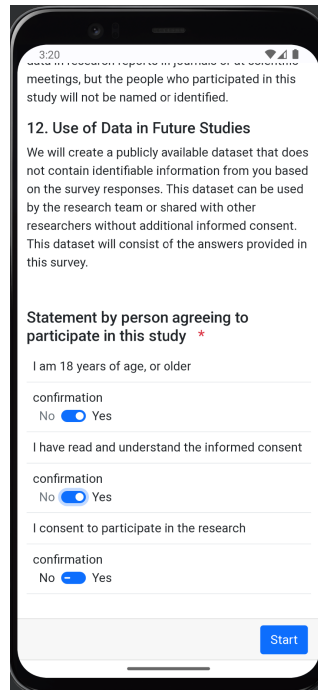 3:20
meetings, but the people who participated in this
study will not be named or identified.
12. Use of Data in Future Studies
We will create a publicly available dataset that does
not contain identifiable information from you based
on the survey responses. This dataset can be used
by the research team or shared with other
researchers without additional informed consent.
This dataset will consist of the answers provided in
this survey.
Statement by person agreeing to
participate in this study *
I am 18 years of age, or older
confirmation
No Yes
I have read and understand the informed consent
confirmation
No Yes
I consent to participate in the research
confirmation
No Yes
Start